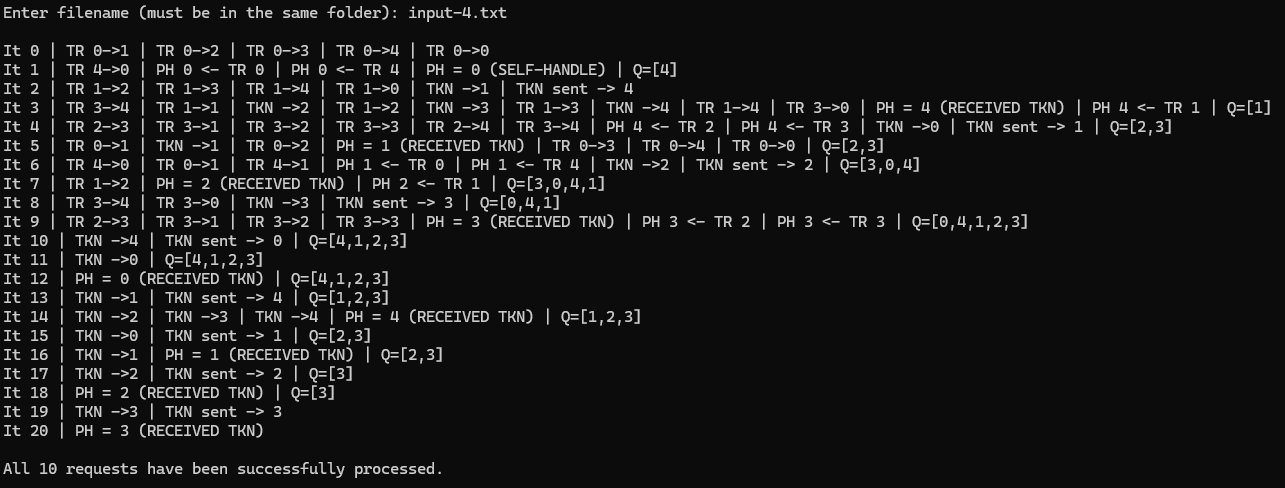 Enter filename (must be in the same folder): input-4.txt
It 0 | TR 0->1 | TR 0->2 | TR 0->3 | TR 0->4 | TR 0->0
It 1 | TR 4->0 | PH 0 <- TR 0 | PH 0 <- TR 4 | PH = 0 (SELF-HANDLE) | Q=[4]
It 2 | TR 1->2 | TR 1->3 | TR 1->4 | TR 1->0 | TKN ->1 | TKN sent -> 4
It 3 | TR 3->4 | TR 1->1 | TKN ->2 | TR 1->2 | TKN ->3 | TR 1->3 | TKN ->4 | TR 1->4 | TR 3->0 | PH = 4 (RECEIVED TKN) | PH 4 <- TR 1 | Q=[1]
It 4 | TR 2->3 | TR 3->1 | TR 3->2 | TR 3->3 | TR 2->4 | TR 3->4 | PH 4 <- TR 2 | PH 4 <- TR 3 | TKN ->0 | TKN sent -> 1 | Q=[2,3]
It 5 | TR 0->1 | TKN ->1 | TR 0->2 | PH = 1 (RECEIVED TKN) | TR 0->3 | TR 0->4 | TR 0->0 | Q=[2,3]
It 6 | TR 4->0 | TR 0->1 | TR 4->1 | PH 1 <- TR 0 | PH 1 <- TR 4 | TKN ->2 | TKN sent -> 2 | Q=[3,0,4]
It 7 | TR 1->2 | PH = 2 (RECEIVED TKN) | PH 2 <- TR 1 | Q=[3,0,4,1]
It 8 | TR 3->4 | TR 3->0 | TKN ->3 | TKN sent -> 3 | Q=[0,4,1]
It 9 | TR 2->3 | TR 3->1 | TR 3->2 | TR 3->3 | PH = 3 (RECEIVED TKN) | PH 3 <- TR 2 | PH 3 <- TR 3 | Q=[0,4,1,2,3]
It 10 | TKN ->4 | TKN sent -> 0 | Q=[4,1,2,3]
It 11 | TKN ->0 | Q=[4,1,2,3]
It 12 | PH = 0 (RECEIVED TKN) | Q=[4,1,2,3]
It 13 | TKN ->1 | TKN sent -> 4 | Q=[1,2,3]
It 14 | TKN ->2 | TKN ->3 | TKN ->4 | PH = 4 (RECEIVED TKN) | Q=[1,2,3]
It 15 | TKN ->0 | TKN sent -> 1 | Q=[2,3]
It 16 | TKN ->1 | PH = 1 (RECEIVED TKN) | Q=[2,3]
It 17 | TKN ->2 | TKN sent -> 2 | Q=[3]
It 18 | PH = 2 (RECEIVED TKN) | Q=[3]
It 19 | TKN ->3 | TKN sent -> 3
It 20 | PH = 3 (RECEIVED TKN)
All 10 requests have been successfully processed.